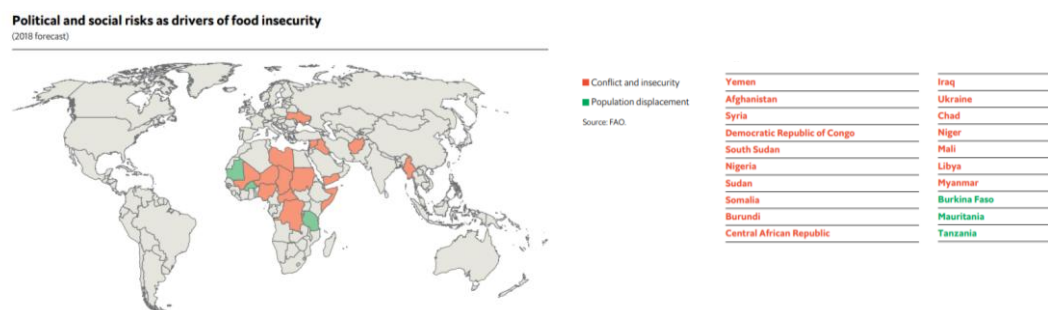 Political and social risks as drivers of food insecurity
(2018 forecast)
Conflict and insecurity
Population displacement
Source: FAO.
Yemen
Afghanistan
Syria
Democratic Republic of Congo
South Sudan
Nigeria
Sudan
Somalia
Burundi
Central African Republic
Iraq
Ukraine
Chad
Niger
Mali
Libya
Myanmar
Burkina Faso
Mauritania
Tanzania